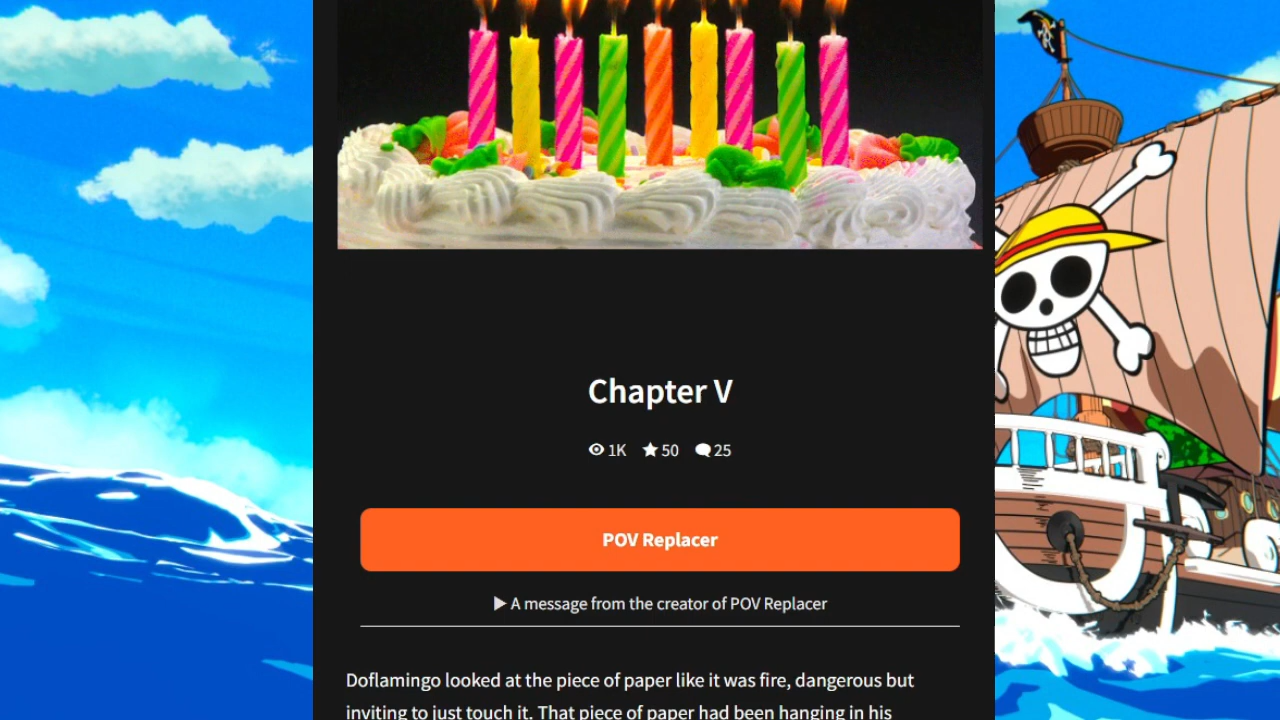 Chapter V
1K 50 25
POV Replacer
▶ A message from the creator of POV Replacer
Doflamingo looked at the piece of paper like it was fire, dangerous but
inviting to just touch it. That piece of paper had been hanging in his